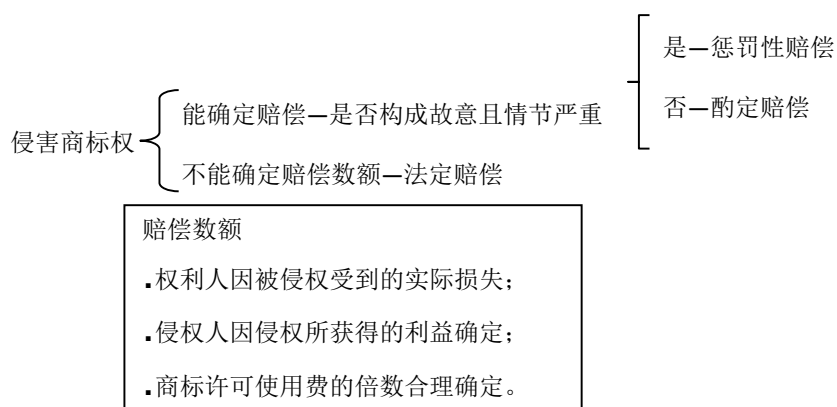 是—惩罚性赔偿
能确定赔偿—是否构成故意且情节严重
否—酌定赔偿
侵害商标权
不能确定赔偿数额—法定赔偿
赔偿数额
.权利人因被侵权受到的实际损失；
.侵权人因侵权所获得的利益确定；
.商标许可使用费的倍数合理确定。